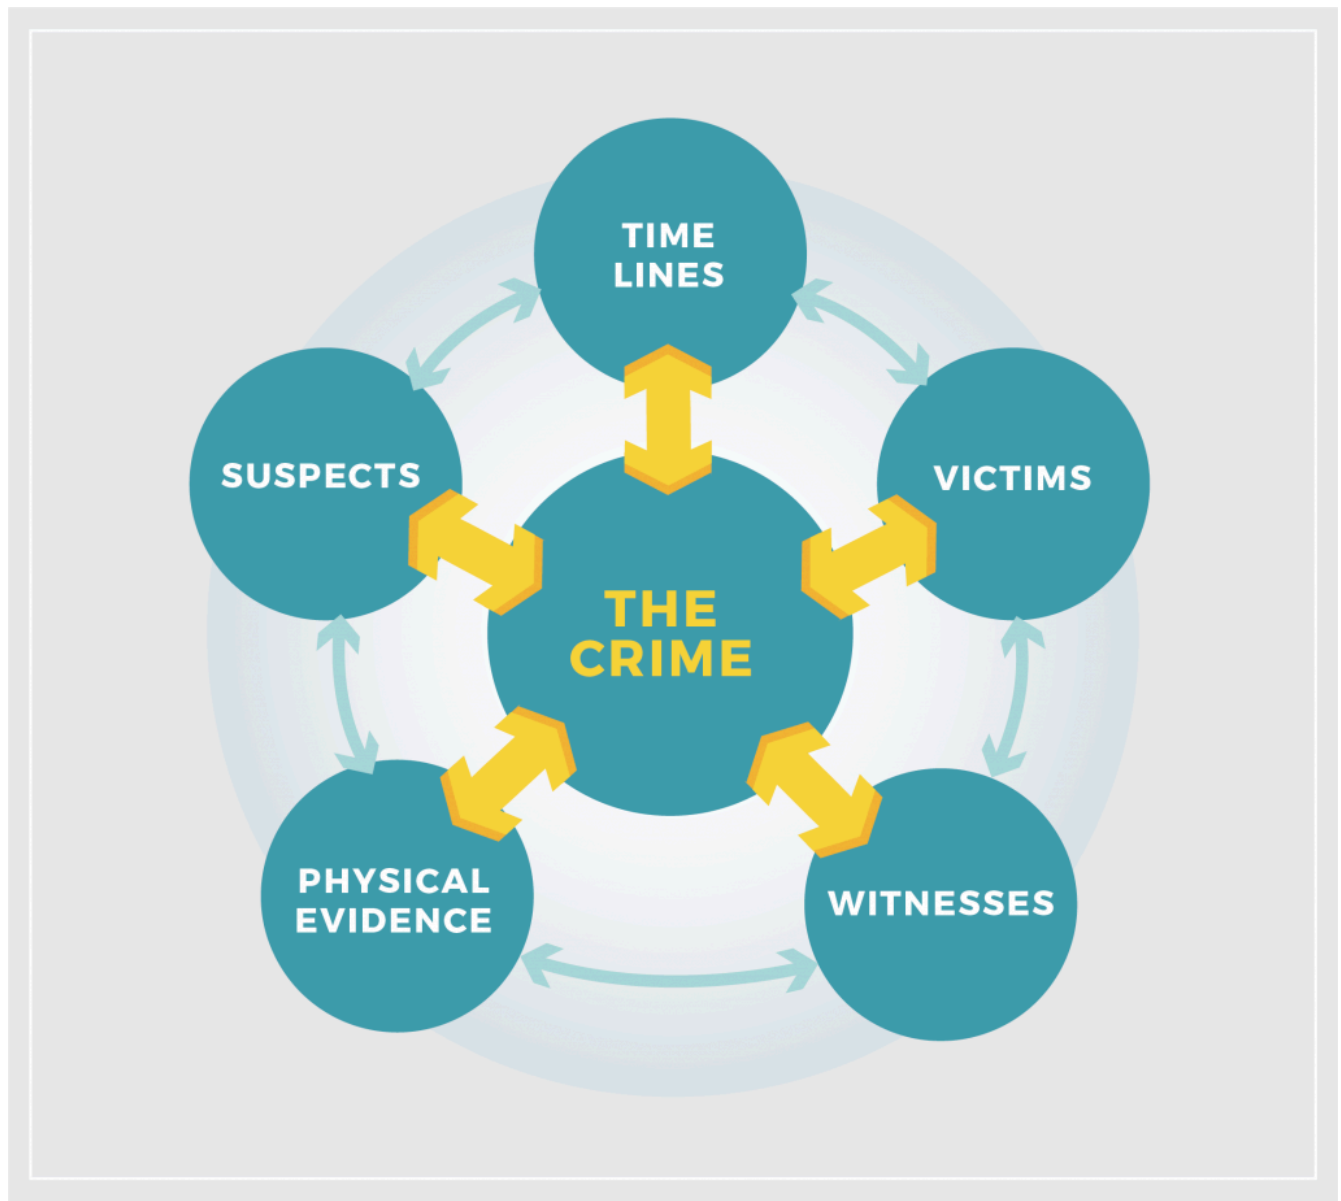 TIME
LINES
SUSPECTS
VICTIMS
THE
CRIME
PHYSICAL
EVIDENCE
WITNESSES